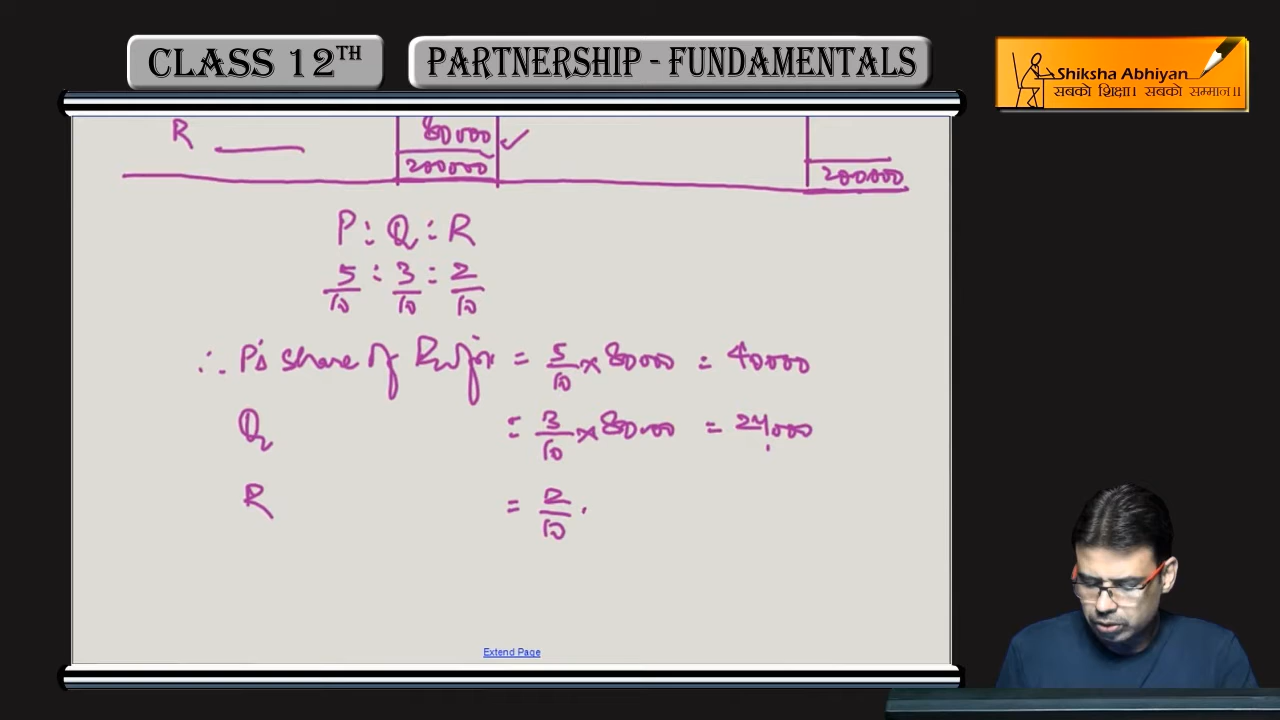 CLASS 12TH
PARTNERSHIP - FUNDAMENTALS
Shiksha Abhiyan
सबको शिक्षा। सबको सम्मान।।
R 80000 ✓
200000 200000
P : Q : R
5/10 : 3/10 : 2/10
∴ P's share of = 5/10 × 80000 = 40000
Q = 3/10 × 80000 = 24000
R = 2/10
Extend Page